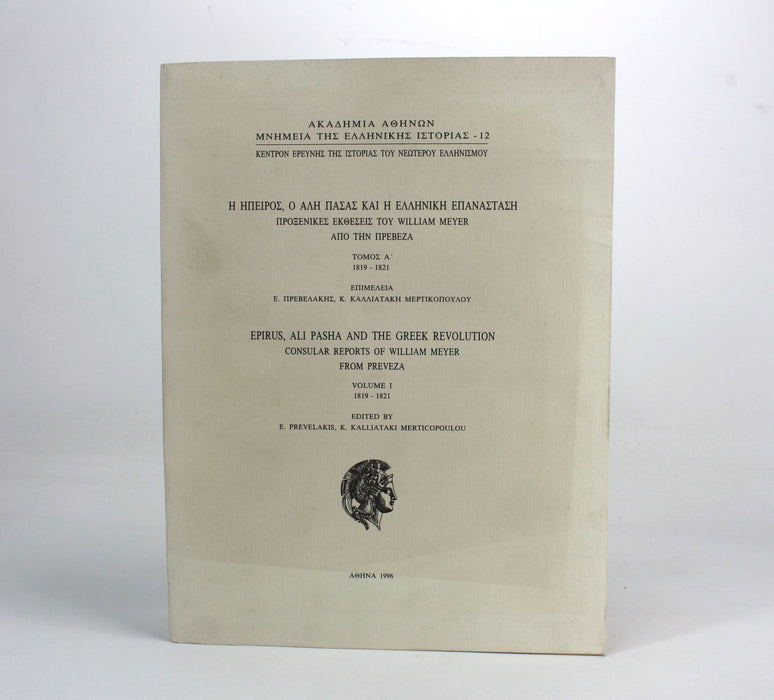 ΑΚΑΔΗΜΙΑ ΑΘΗΝΩΝ
ΜΝΗΜΕΙΑ ΤΗΣ ΕΛΛΗΝΙΚΗΣ ΙΣΤΟΡΙΑΣ - 12
ΚΕΝΤΡΟΝ ΕΡΕΥΝΗΣ ΤΗΣ ΙΣΤΟΡΙΑΣ ΤΟΥ ΝΕΩΤΕΡΟΥ ΕΛΛΗΝΙΣΜΟΥ
Η ΗΠΕΙΡΟΣ, Ο ΑΛΗ ΠΑΣΑΣ ΚΑΙ Η ΕΛΛΗΝΙΚΗ ΕΠΑΝΑΣΤΑΣΗ
ΠΡΟΞΕΝΙΚΕΣ ΕΚΘΕΣΕΙΣ ΤΟΥ WILLIAM MEYER
ΑΠΟ ΤΗΝ ΠΡΕΒΕΖΑ
ΤΟΜΟΣ Α΄
1819 - 1821
ΕΠΙΜΕΛΕΙΑ
Ε. ΠΡΕΒΕΛΑΚΗΣ, Κ. ΚΑΛΛΙΑΤΑΚΗ ΜΕΡΤΙΚΟΠΟΥΛΟΥ
EPIRUS, ALI PASHA AND THE GREEK REVOLUTION
CONSULAR REPORTS OF WILLIAM MEYER
FROM PREVEZA
VOLUME I
1819 - 1821
EDITED BY
E. PREVELAKIS, K. KALLIATAKI MERTICOPOULOU
ΑΘΗΝΑ 1996